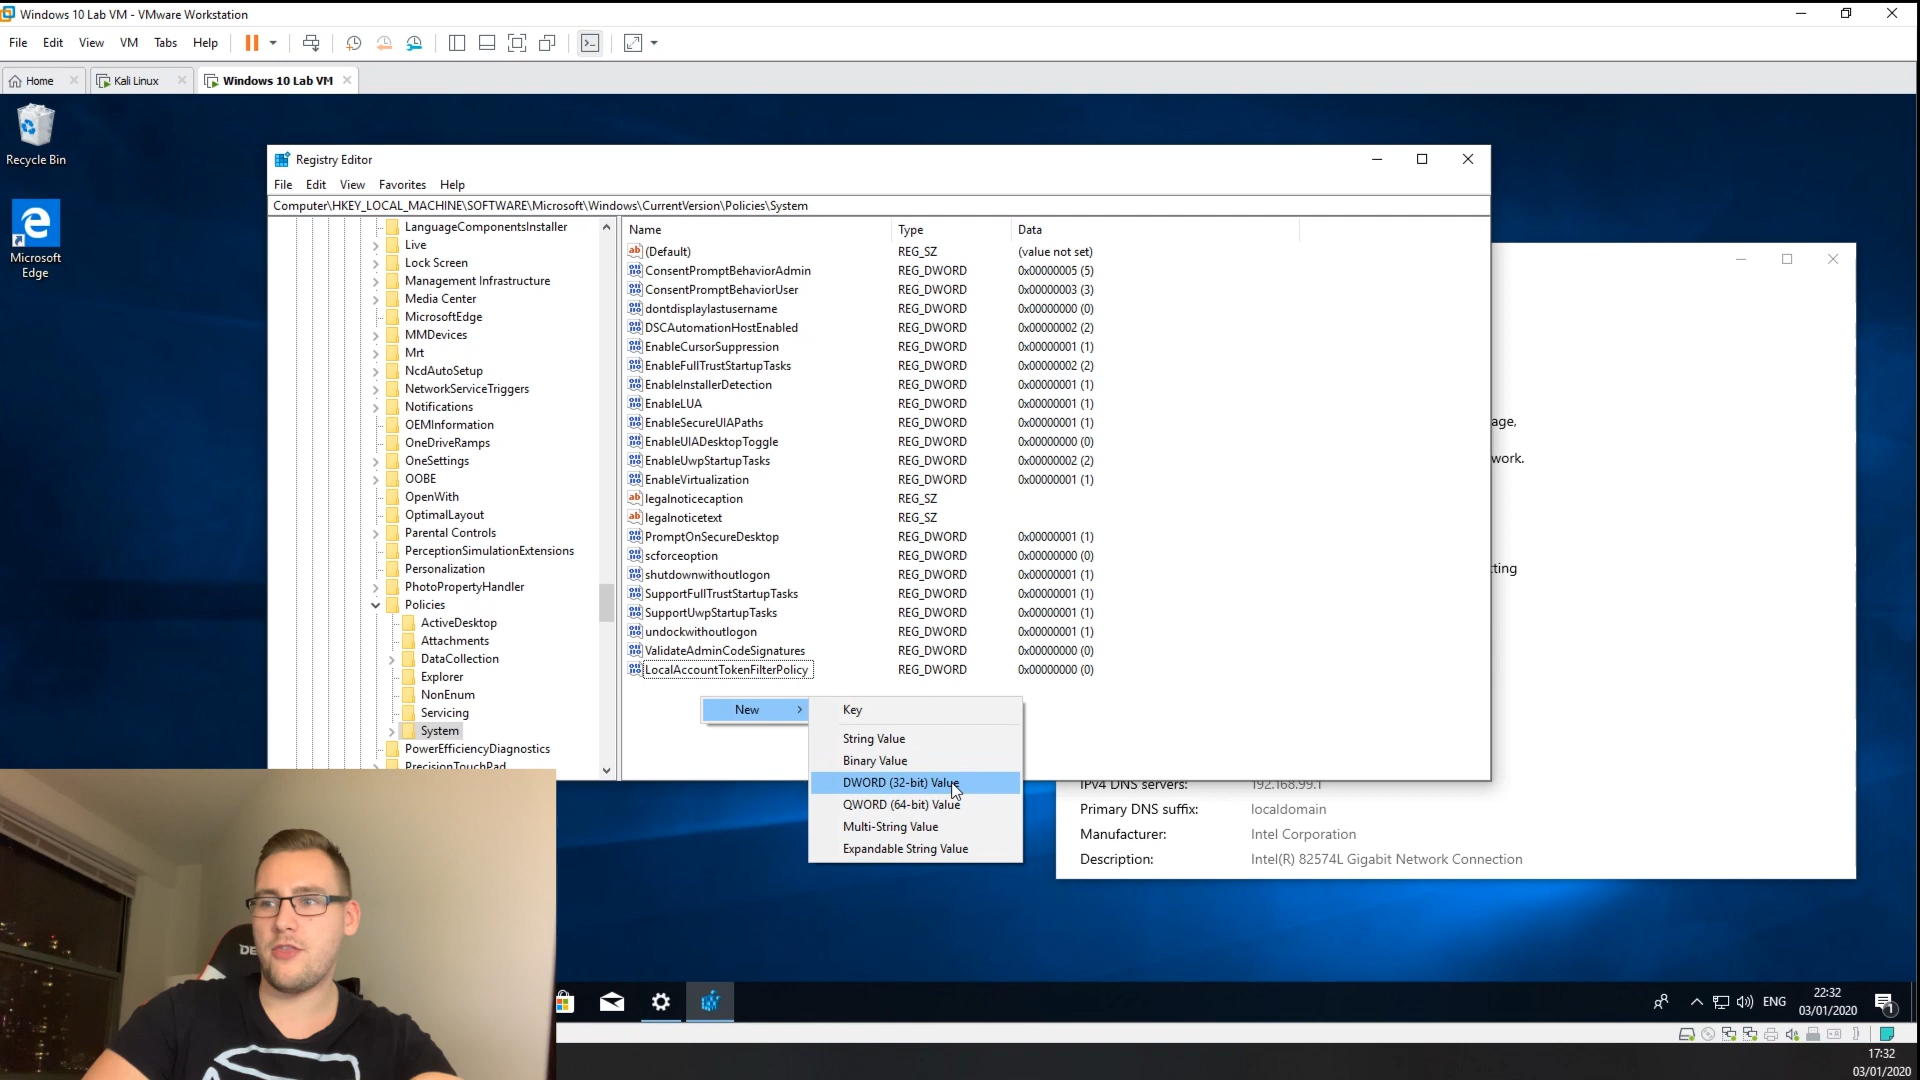 Windows 10 Lab VM - VMware Workstation
File Edit View VM Tabs Help
Home Kali Linux Windows 10 Lab VM
Recycle Bin
Microsoft
Edge
Registry Editor
File Edit View Favorites Help
Computer\HKEY_LOCAL_MACHINE\SOFTWARE\Microsoft\Windows\CurrentVersion\Policies\System
LanguageComponentsInstaller
Live
Lock Screen
Management Infrastructure
Media Center
MicrosoftEdge
MMDevices
Mrt
NcdAutoSetup
NetworkServiceTriggers
Notifications
OEMInformation
OneDriveRamps
OneSettings
OOBE
OpenWith
OptimalLayout
Parental Controls
PerceptionSimulationExtensions
Personalization
PhotoPropertyHandler
Policies
ActiveDesktop
Attachments
DataCollection
Explorer
NonEnum
Servicing
System
PowerEfficiencyDiagnostics
PrecisionTouchPad
Name Type Data
(Default) REG_SZ (value not set)
ConsentPromptBehaviorAdmin REG_DWORD 0x00000005 (5)
ConsentPromptBehaviorUser REG_DWORD 0x00000003 (3)
dontdisplaylastusername REG_DWORD 0x00000000 (0)
DSCAutomationHostEnabled REG_DWORD 0x00000002 (2)
EnableCursorSuppression REG_DWORD 0x00000001 (1)
EnableFullTrustStartupTasks REG_DWORD 0x00000002 (2)
EnableInstallerDetection REG_DWORD 0x00000001 (1)
EnableLUA REG_DWORD 0x00000001 (1)
EnableSecureUIAPaths REG_DWORD 0x00000001 (1)
EnableUIADesktopToggle REG_DWORD 0x00000000 (0)
EnableUwpStartupTasks REG_DWORD 0x00000002 (2)
EnableVirtualization REG_DWORD 0x00000001 (1)
legalnoticecaption REG_SZ
legalnoticetext REG_SZ
PromptOnSecureDesktop REG_DWORD 0x00000001 (1)
scforceoption REG_DWORD 0x00000000 (0)
shutdownwithoutlogon REG_DWORD 0x00000001 (1)
SupportFullTrustStartupTasks REG_DWORD 0x00000001 (1)
SupportUwpStartupTasks REG_DWORD 0x00000001 (1)
undockwithoutlogon REG_DWORD 0x00000001 (1)
ValidateAdminCodeSignatures REG_DWORD 0x00000000 (0)
LocalAccountTokenFilterPolicy REG_DWORD 0x00000000 (0)
New
Key
String Value
Binary Value
DWORD (32-bit) Value
QWORD (64-bit) Value
Multi-String Value
Expandable String Value
age,
work.
tting
IPv4 DNS servers: 192.168.99.1
Primary DNS suffix: localdomain
Manufacturer: Intel Corporation
Description: Intel(R) 82574L Gigabit Network Connection
ENG
22:32
03/01/2020
1
17:32
03/01/2020